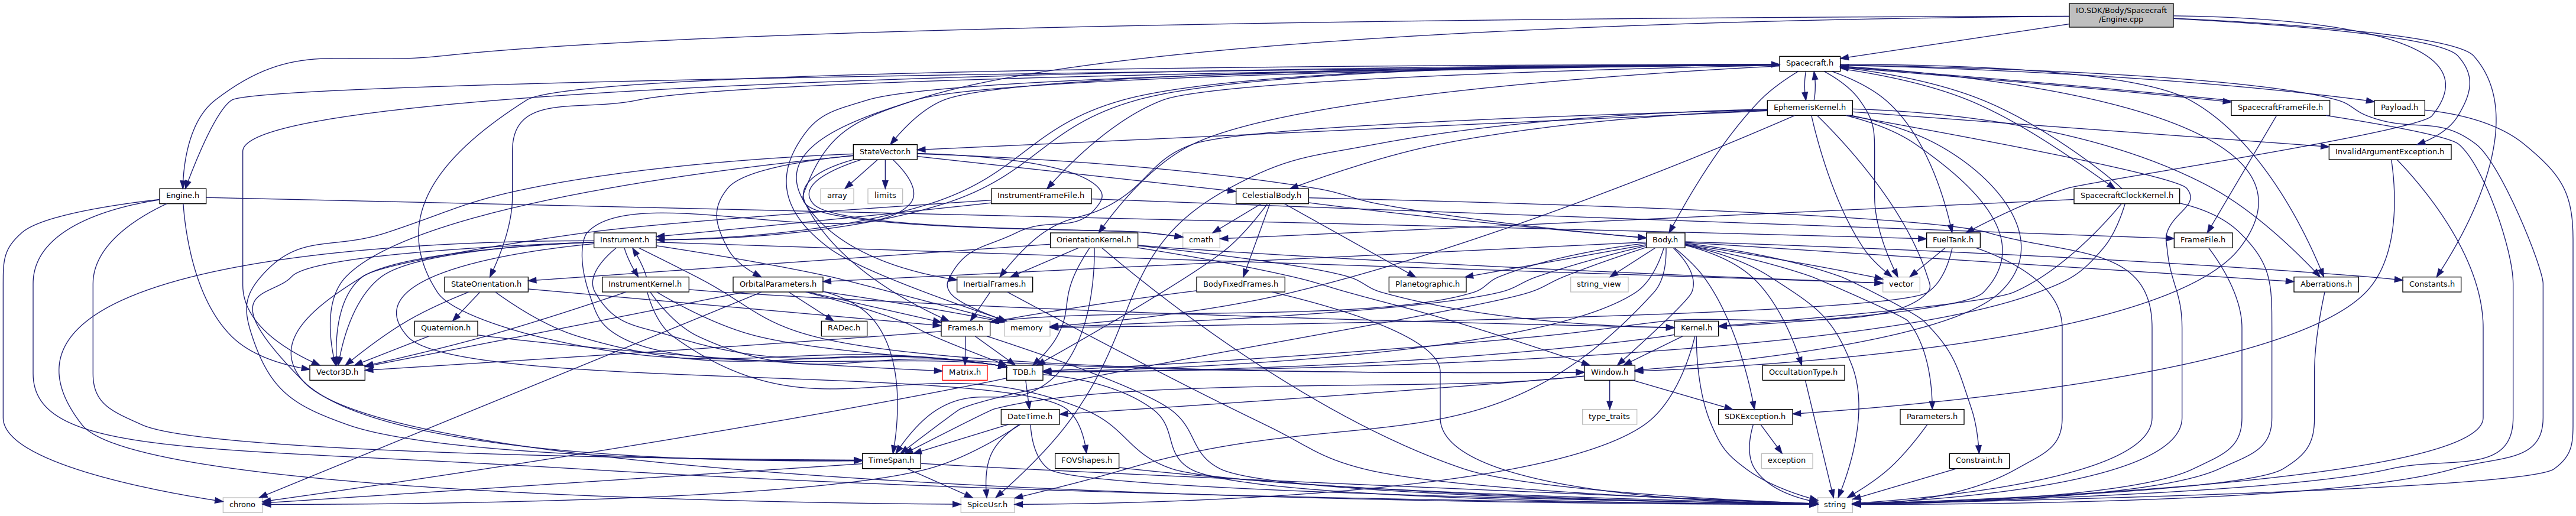 IO.SDK/Body/Spacecraft
/Engine.cpp
Spacecraft.h
EphemerisKernel.h
SpacecraftFrameFile.h
Payload.h
StateVector.h
InvalidArgumentException.h
Engine.h
array
limits
InstrumentFrameFile.h
CelestialBody.h
SpacecraftClockKernel.h
Instrument.h
OrientationKernel.h
cmath
Body.h
FuelTank.h
FrameFile.h
StateOrientation.h
InstrumentKernel.h
OrbitalParameters.h
InertialFrames.h
BodyFixedFrames.h
Planetographic.h
string_view
vector
Aberrations.h
Constants.h
Quaternion.h
RADec.h
Frames.h
memory
Kernel.h
Vector3D.h
Matrix.h
TDB.h
Window.h
OccultationType.h
DateTime.h
type_traits
SDKException.h
Parameters.h
TimeSpan.h
FOVShapes.h
exception
Constraint.h
chrono
SpiceUsr.h
string